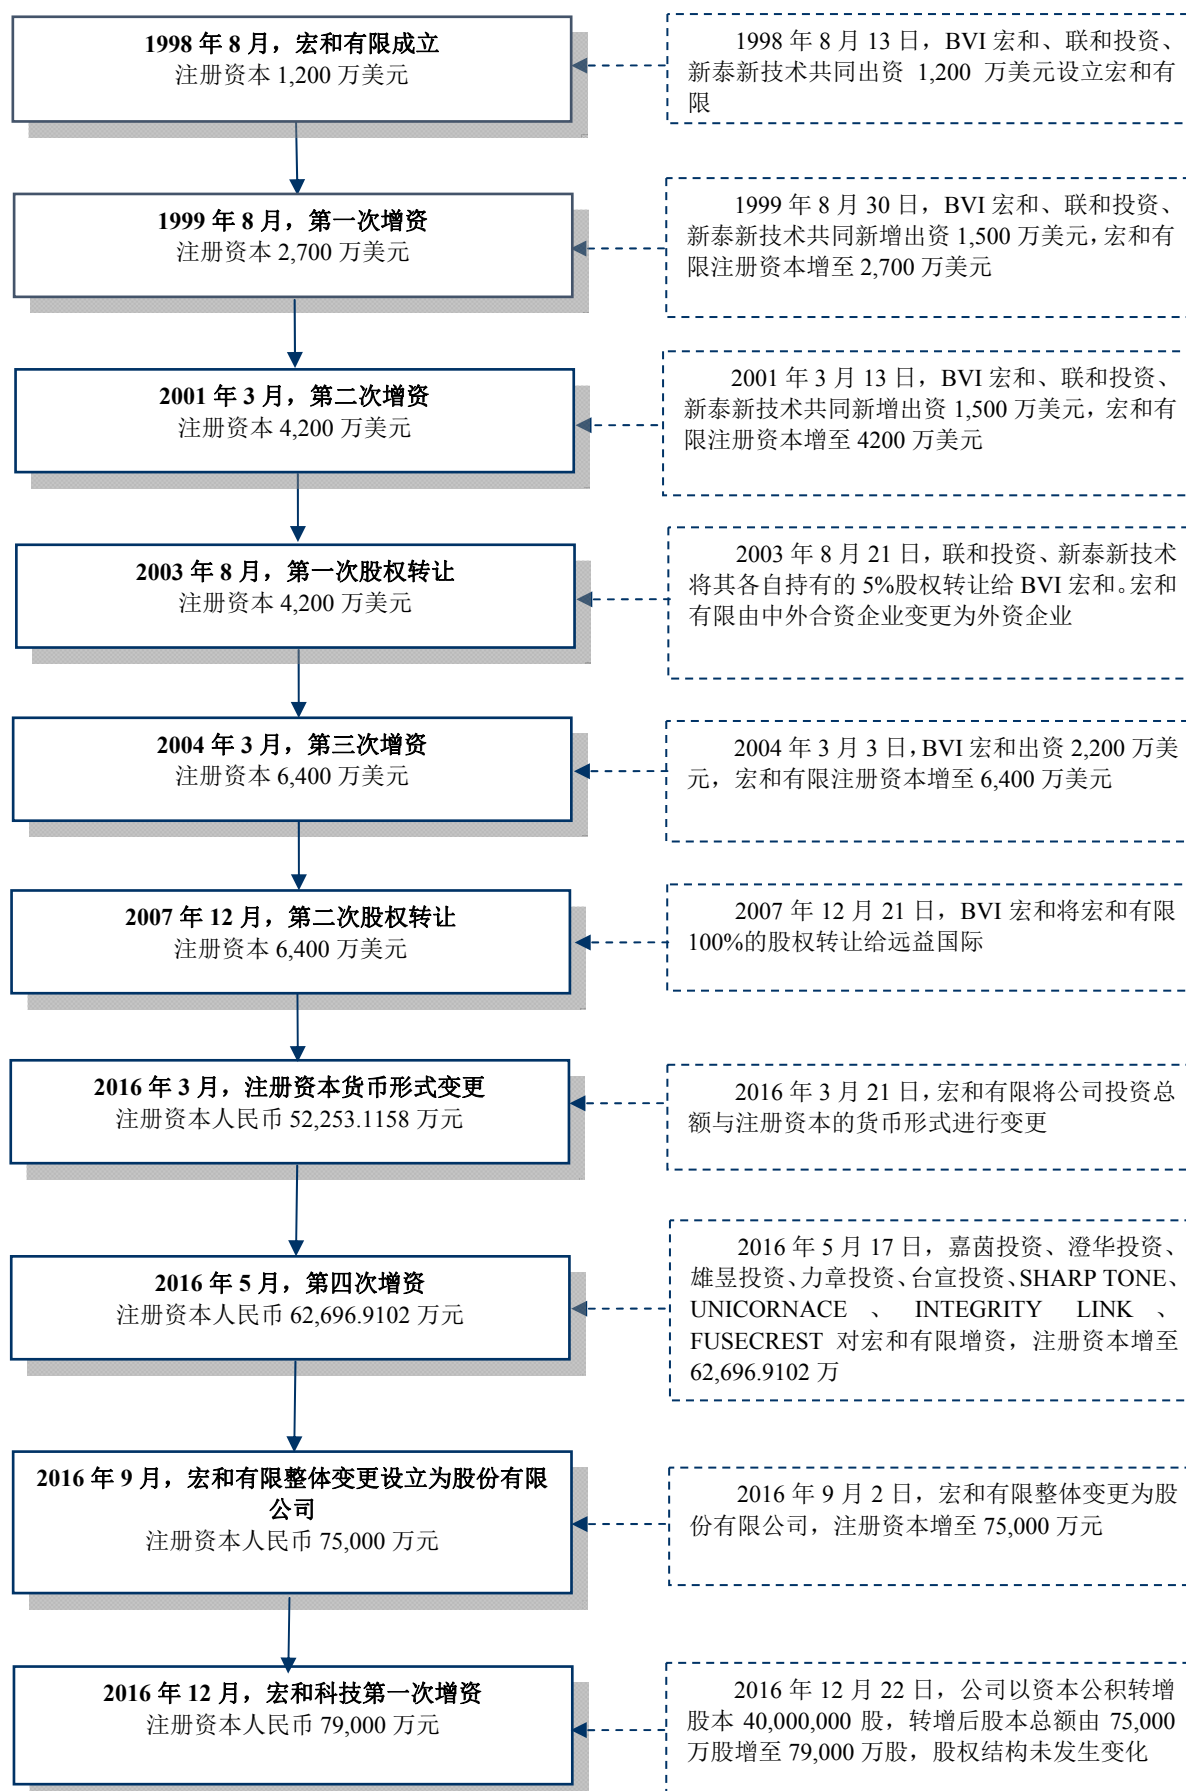 1998 年 8 月，宏和有限成立
注册资本 1,200 万美元
1998 年 8 月 13 日，BVI 宏和、联和投资、
新泰新技术共同出资 1,200 万美元设立宏和有
限
1999 年 8 月，第一次增资
注册资本 2,700 万美元
1999 年 8 月 30 日，BVI 宏和、联和投资、
新泰新技术共同新增出资 1,500 万美元，宏和有
限注册资本增至 2,700 万美元
2001 年 3 月，第二次增资
注册资本 4,200 万美元
2001 年 3 月 13 日，BVI 宏和、联和投资、
新泰新技术共同新增出资 1,500 万美元，宏和有
限注册资本增至 4200 万美元
2003 年 8 月，第一次股权转让
注册资本 4,200 万美元
2003 年 8 月 21 日，联和投资、新泰新技术
将其各自持有的 5%股权转让给 BVI 宏和。宏和
有限由中外合资企业变更为外资企业
2004 年 3 月，第三次增资
注册资本 6,400 万美元
2004 年 3 月 3 日，BVI 宏和出资 2,200 万美
元，宏和有限注册资本增至 6,400 万美元
2007 年 12 月，第二次股权转让
注册资本 6,400 万美元
2007 年 12 月 21 日，BVI 宏和将宏和有限
100%的股权转让给远益国际
2016 年 3 月，注册资本货币形式变更
注册资本人民币 52,253.1158 万元
2016 年 3 月 21 日，宏和有限将公司投资总
额与注册资本的货币形式进行变更
2016 年 5 月，第四次增资
注册资本人民币 62,696.9102 万元
2016 年 5 月 17 日，嘉茵投资、澄华投资、
雄昱投资、力章投资、台宣投资、SHARP TONE、
UNICORNACE 、 INTEGRITY LINK 、
FUSECREST 对宏和有限增资，注册资本增至
62,696.9102 万
2016 年 9 月，宏和有限整体变更设立为股份有限
公司
注册资本人民币 75,000 万元
2016 年 9 月 2 日，宏和有限整体变更为股
份有限公司，注册资本增至 75,000 万元
2016 年 12 月，宏和科技第一次增资
注册资本人民币 79,000 万元
2016 年 12 月 22 日，公司以资本公积转增
股本 40,000,000 股，转增后股本总额由 75,000
万股增至 79,000 万股，股权结构未发生变化